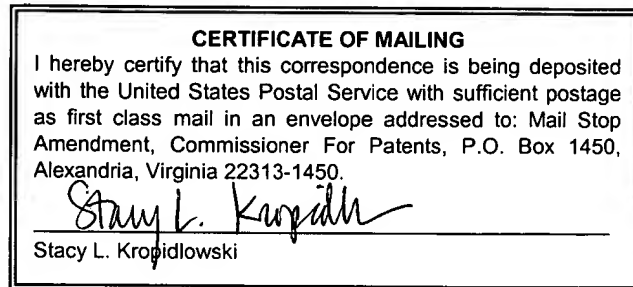 CERTIFICATE OF MAILING
I hereby certify that this correspondence is being deposited
with the United States Postal Service with sufficient postage
as first class mail in an envelope addressed to: Mail Stop
Amendment, Commissioner For Patents, P.O. Box 1450,
Alexandria, Virginia 22313-1450.
Stacy L. Kropidlowski